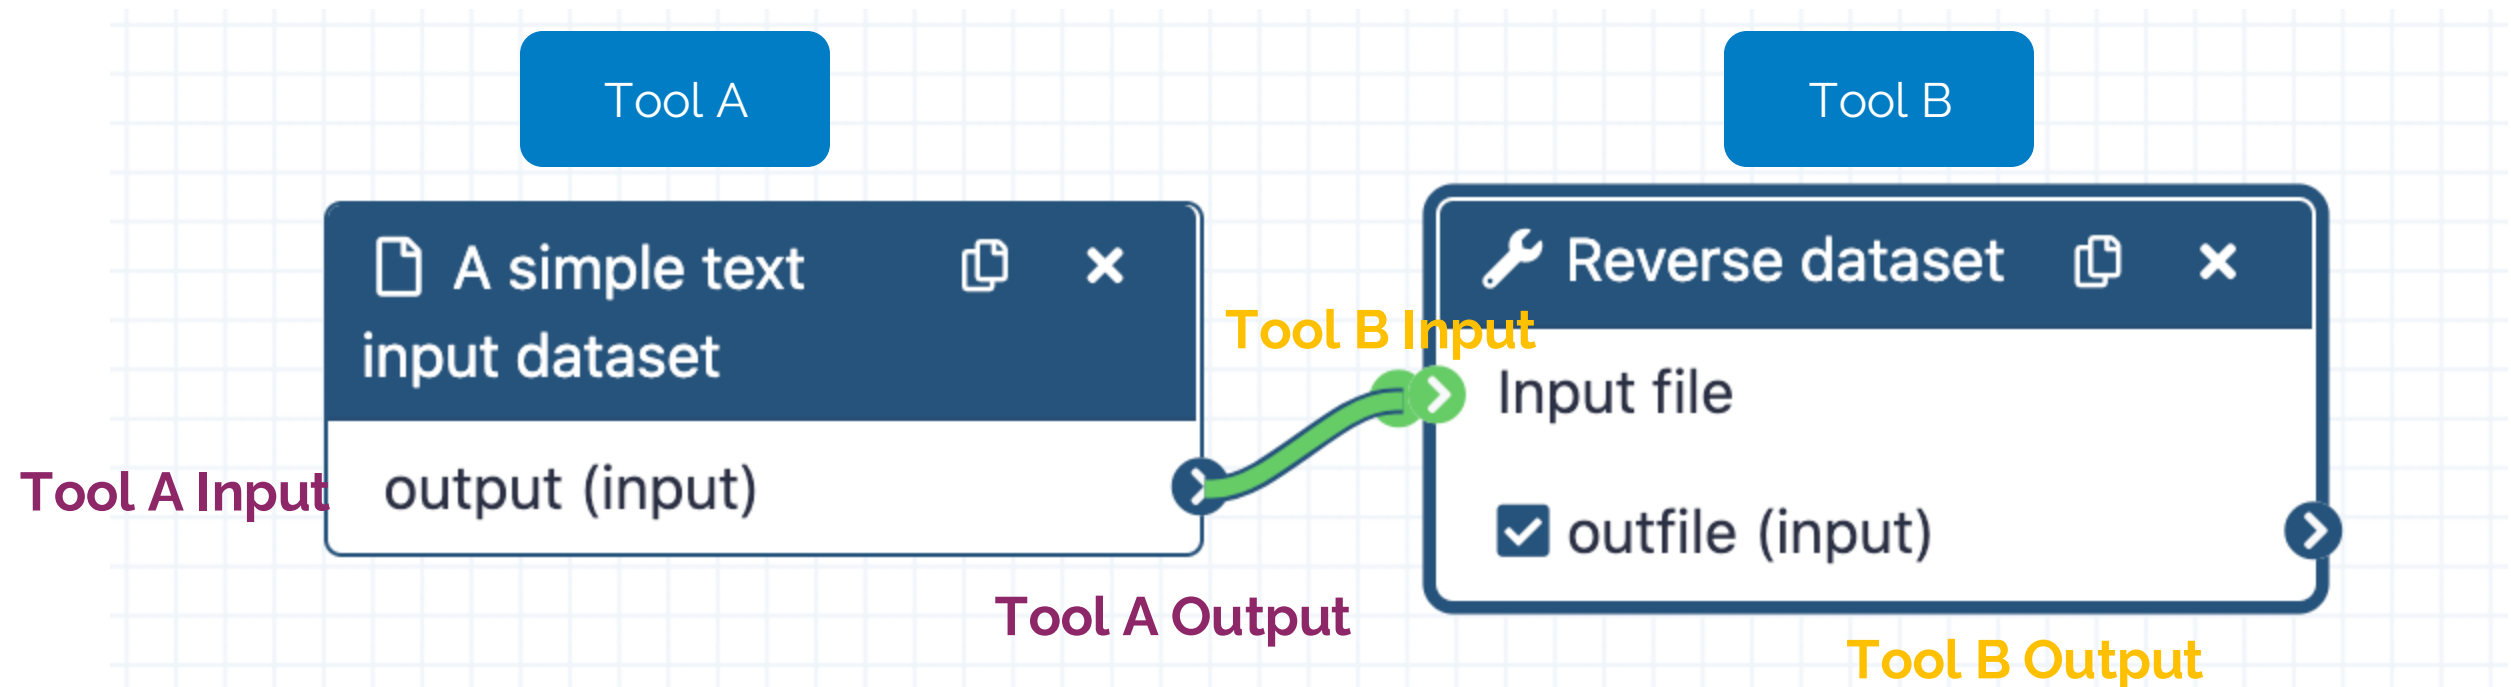 Tool A
Tool B
A simple text
input dataset
Reverse dataset
Tool B Input
Input file
Tool A Input
output (input)
outfile (input)
Tool A Output
Tool B Output